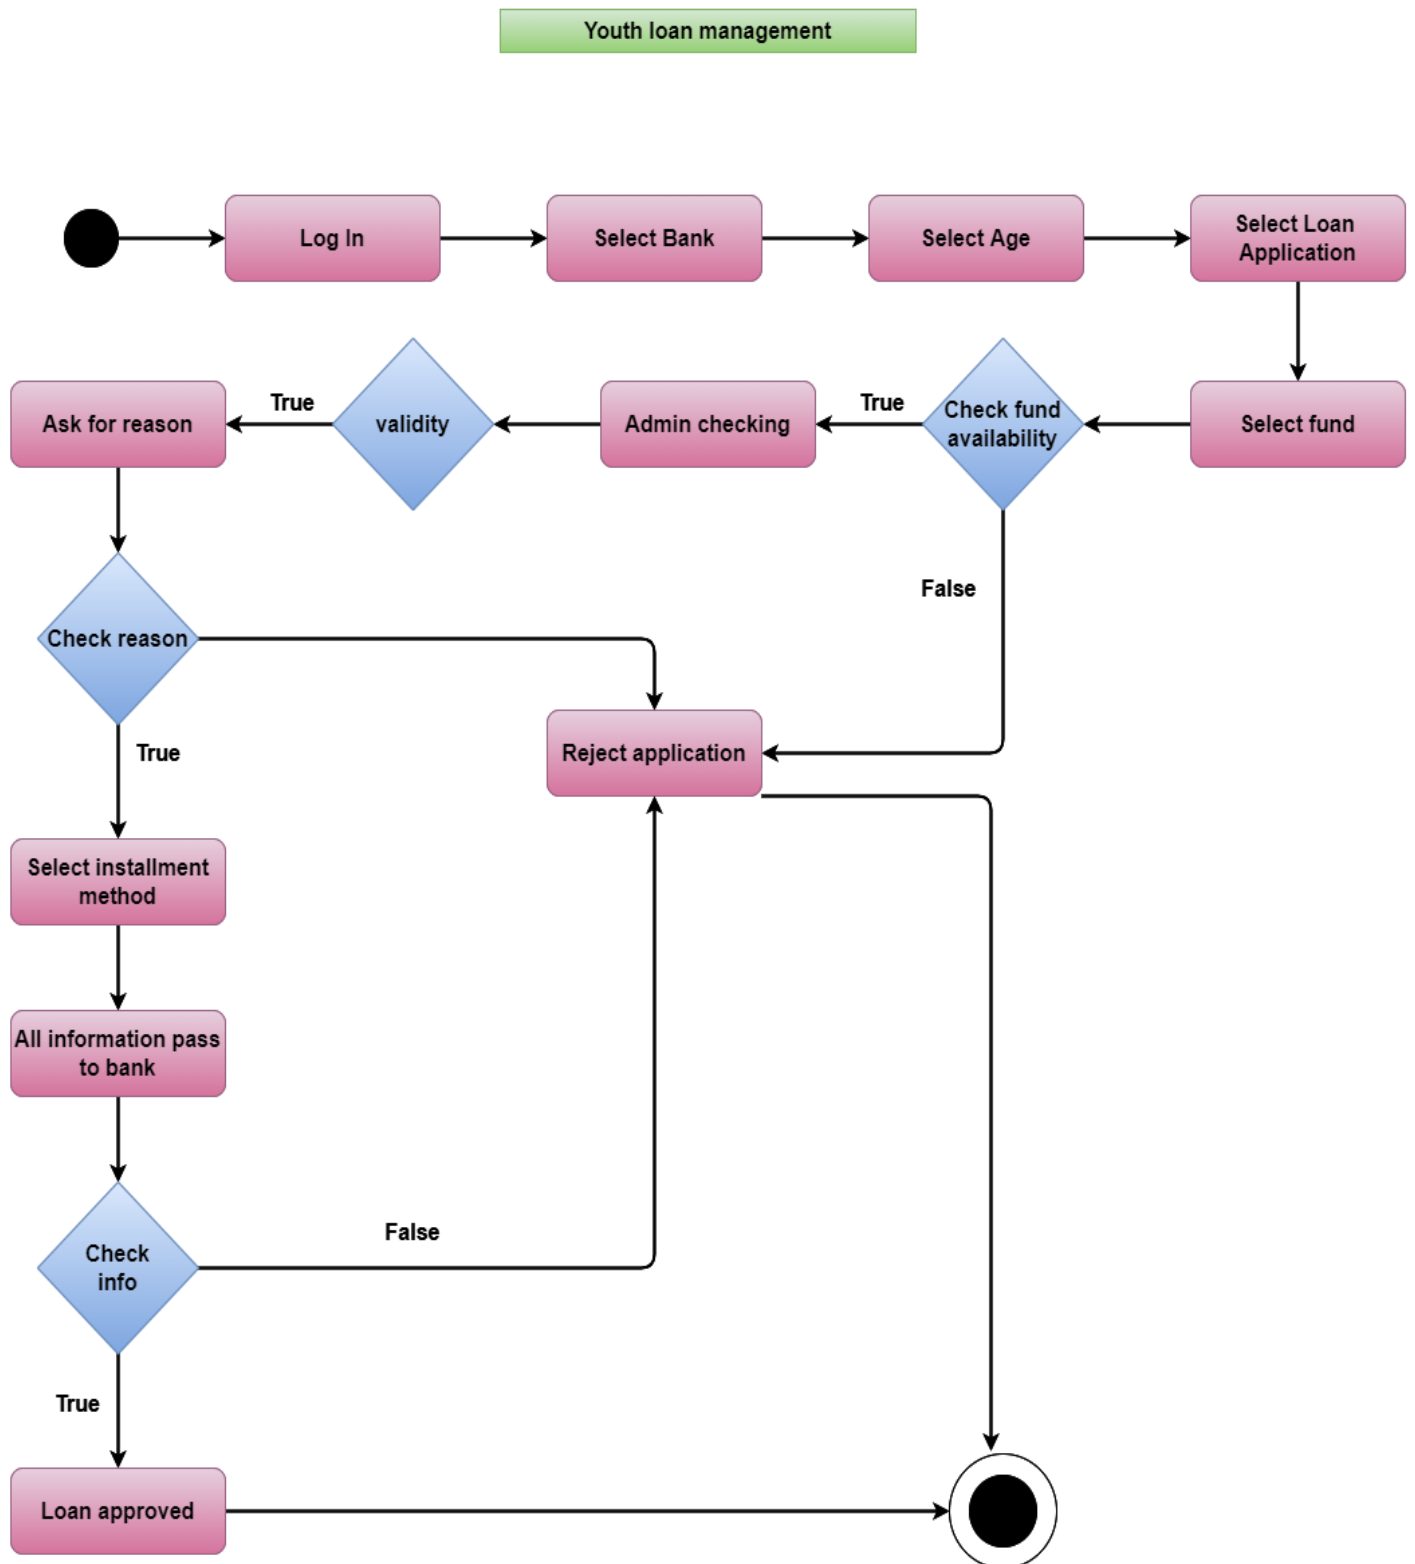 Youth loan management
Log In
Select Bank
Select Age
Select Loan
Application
Ask for reason
True
validity
Admin checking
True
Check fund
availability
Select fund
False
Check reason
True
Reject application
Select installment
method
All information pass
to bank
False
Check
info
True
Loan approved